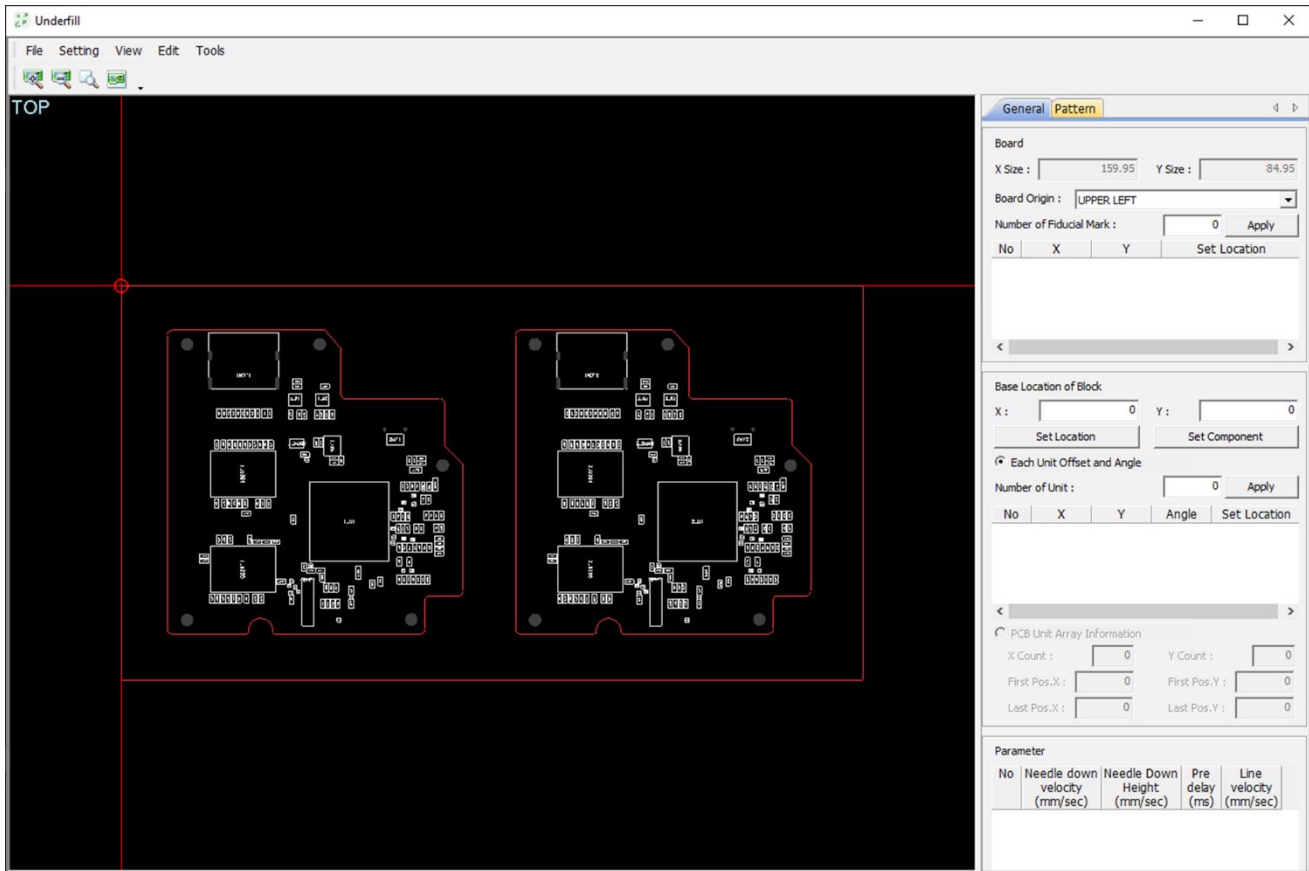 Underfill
File Setting View Edit Tools
TOP
General Pattern
Board
X Size : 159.95 Y Size : 84.95
Board Origin : UPPER LEFT
Number of Fiducial Mark : 0 Apply
No X Y Set Location
Base Location of Block
X : 0 Y : 0
Set Location Set Component
Each Unit Offset and Angle
Number of Unit : 0 Apply
No X Y Angle Set Location
PCB Unit Array Information
X Count : 0 Y Count : 0
First Pos.X : 0 First Pos.Y : 0
Last Pos.X : 0 Last Pos.Y : 0
Parameter
No Needle down velocity (mm/sec) Needle Down Height (mm/sec) Pre delay (ms) Line velocity (mm/sec)